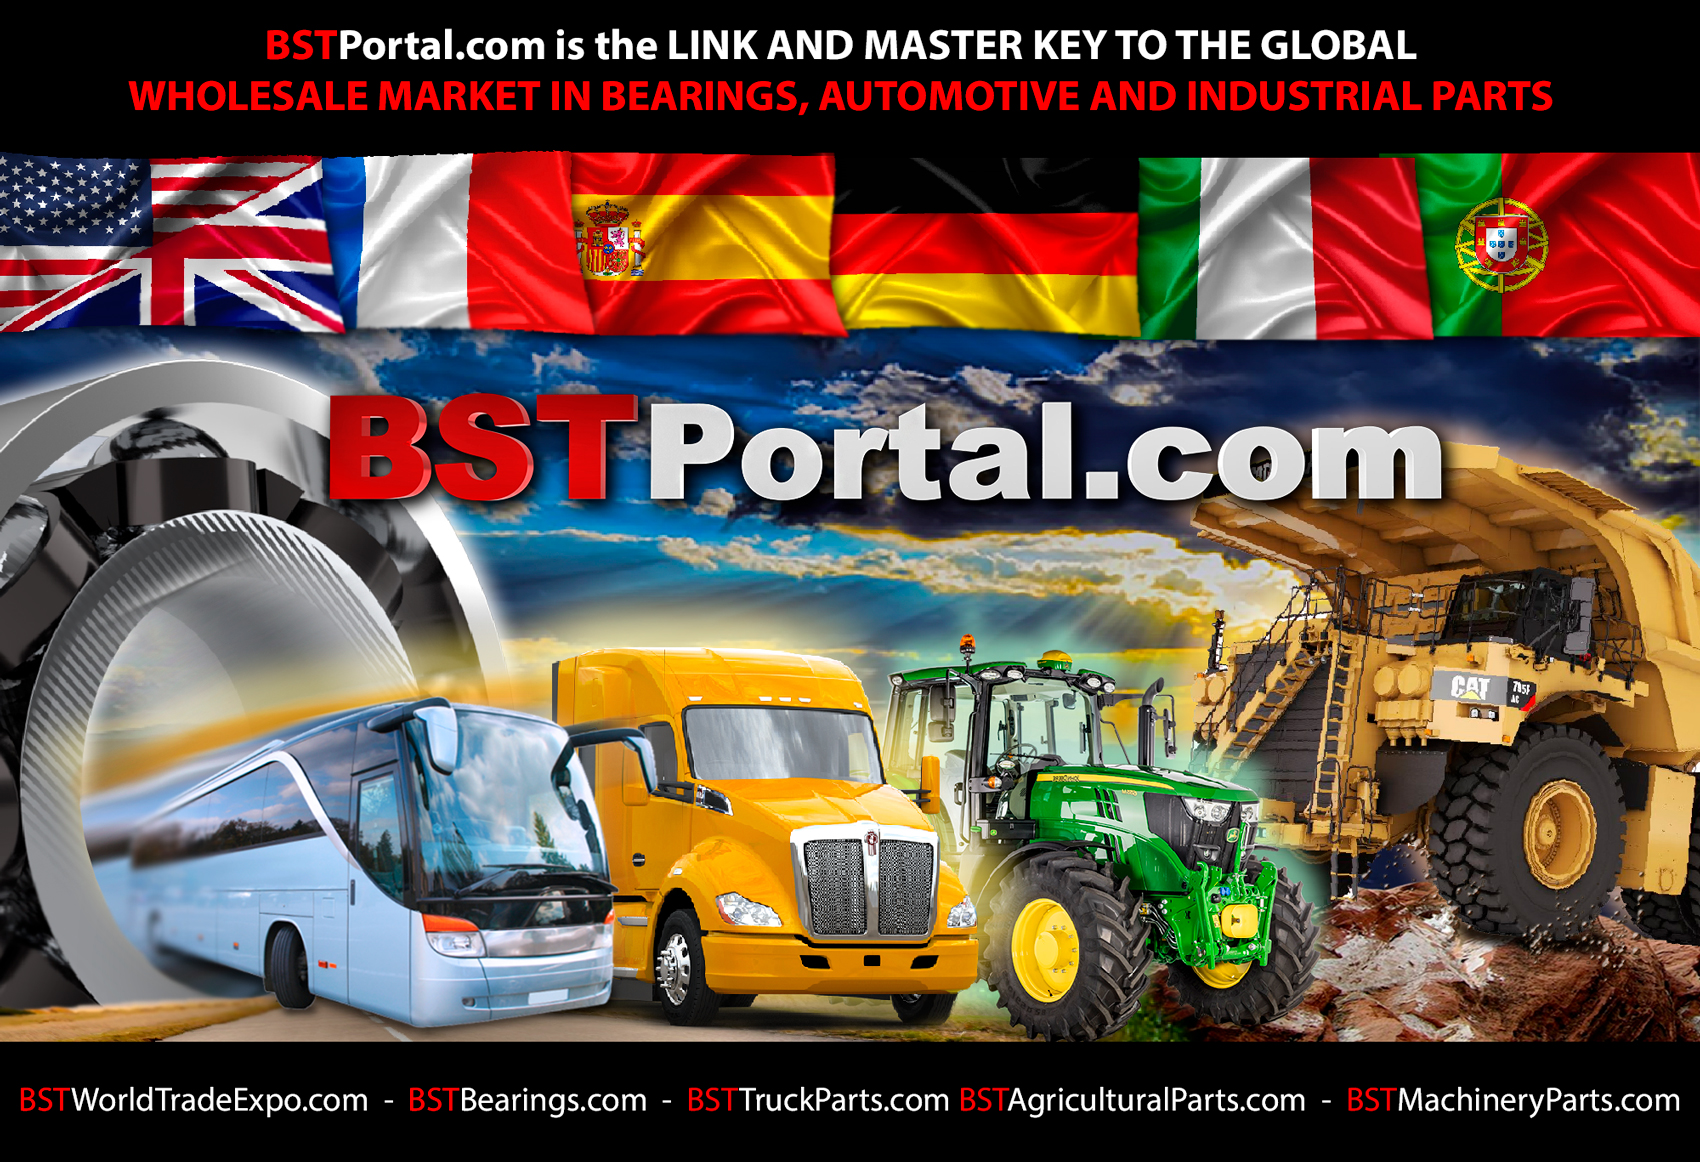 BSTPortal.com is the LINK AND MASTER KEY TO THE GLOBAL
WHOLESALE MARKET IN BEARINGS, AUTOMOTIVE AND INDUSTRIAL PARTS
BSTPortal.com
CAT
BSTWorldTradeExpo.com - BSTBearings.com - BSTTruckParts.com BSTAgriculturalParts.com - BSTMachineryParts.com